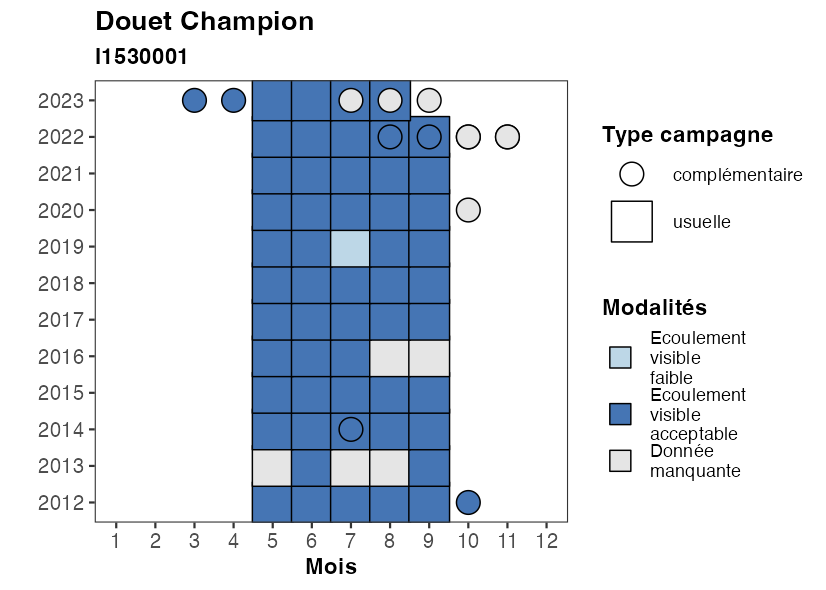 Douet Champion
I1530001
2023
2022
2021
2020
2019
2018
2017
2016
2015
2014
2013
2012
1 2 3 4 5 6 7 8 9 10 11 12
Mois
Type campagne
complémentaire
usuelle
Modalités
Ecoulement
visible
faible
Ecoulement
visible
acceptable
Donnée
manquante